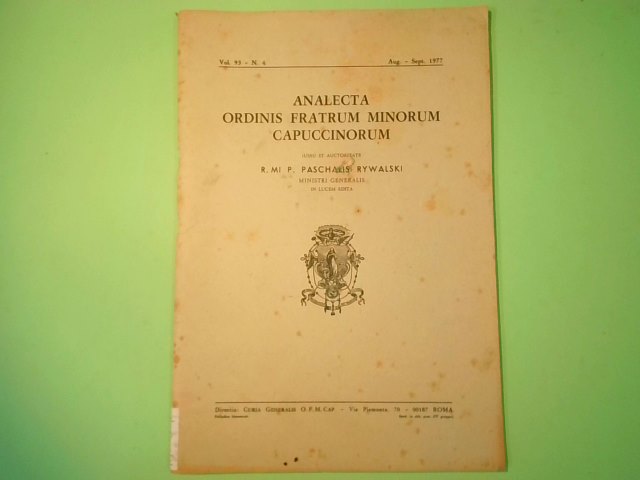 Vol. 93 - N. 4 Aug. - Sept. 1977
ANALECTA
ORDINIS FRATRUM MINORUM
CAPUCCINORUM
IUSSU ET AUCTORITATE
R.MI P. PASCHALIS RYWALSKI
MINISTRI GENERALIS
IN LUCEM EDITA
Directio: CURIA GENERALIS O.F.M.CAP - Via Piemonte, 70 - 00187 ROMA